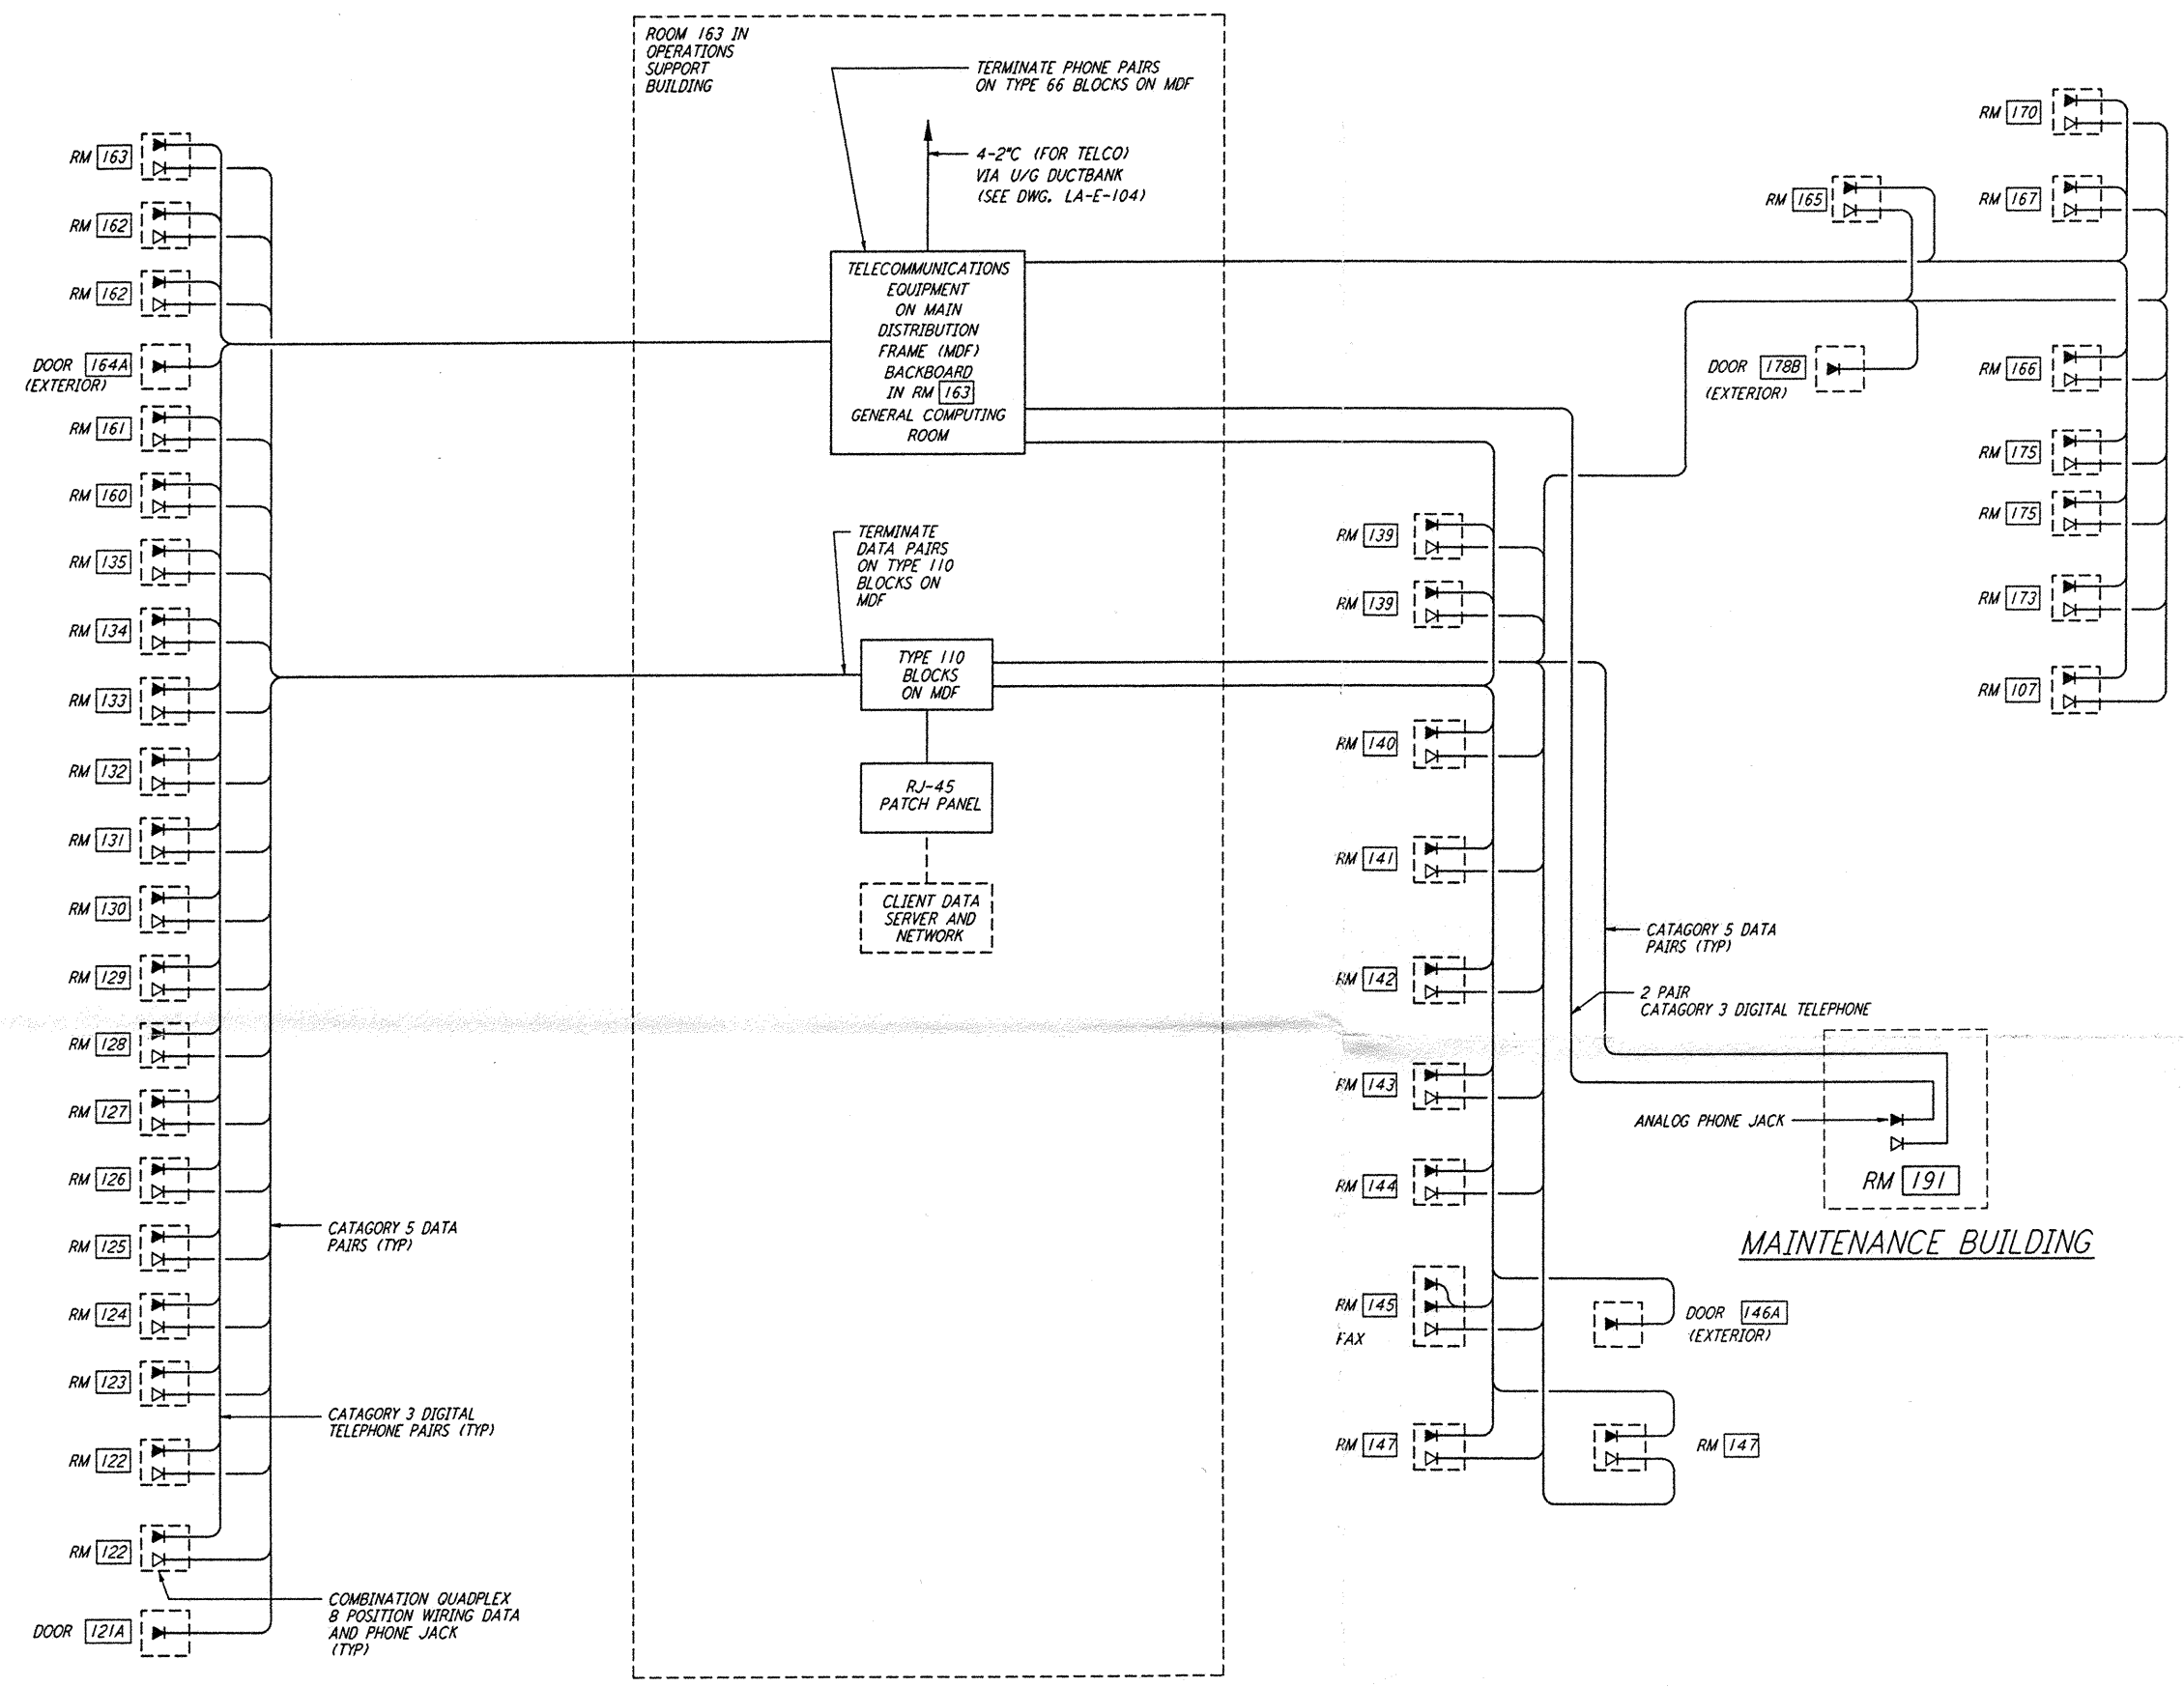 ROOM 163 IN
OPERATIONS
SUPPORT
BUILDING
TERMINATE PHONE PAIRS
ON TYPE 66 BLOCKS ON MDF
4-2"C (FOR TELCO)
VIA U/G DUCTBANK
(SEE DWG. LA-E-104)
TELECOMMUNICATIONS
EQUIPMENT
ON MAIN
DISTRIBUTION
FRAME (MDF)
BACKBOARD
IN RM 163
GENERAL COMPUTING
ROOM
TERMINATE
DATA PAIRS
ON TYPE 110
BLOCKS ON
MDF
TYPE 110
BLOCKS
ON MDF
RJ-45
PATCH PANEL
CLIENT DATA
SERVER AND
NETWORK
RM 163
RM 162
RM 162
DOOR 164A
(EXTERIOR)
RM 161
RM 160
RM 135
RM 134
RM 133
RM 132
RM 131
RM 130
RM 129
RM 128
RM 127
RM 126
RM 125
RM 124
RM 123
RM 122
RM 122
DOOR 121A
CATAGORY 5 DATA
PAIRS (TYP)
CATAGORY 3 DIGITAL
TELEPHONE PAIRS (TYP)
COMBINATION QUADPLEX
8 POSITION WIRING DATA
AND PHONE JACK
(TYP)
RM 139
RM 139
RM 140
RM 141
RM 142
RM 143
RM 144
RM 145
FAX
RM 147
DOOR 146A
(EXTERIOR)
RM 147
RM 165
DOOR 178B
(EXTERIOR)
RM 170
RM 167
RM 166
RM 175
RM 175
RM 173
RM 107
CATAGORY 5 DATA
PAIRS (TYP)
2 PAIR
CATAGORY 3 DIGITAL TELEPHONE
ANALOG PHONE JACK
RM 191
MAINTENANCE BUILDING